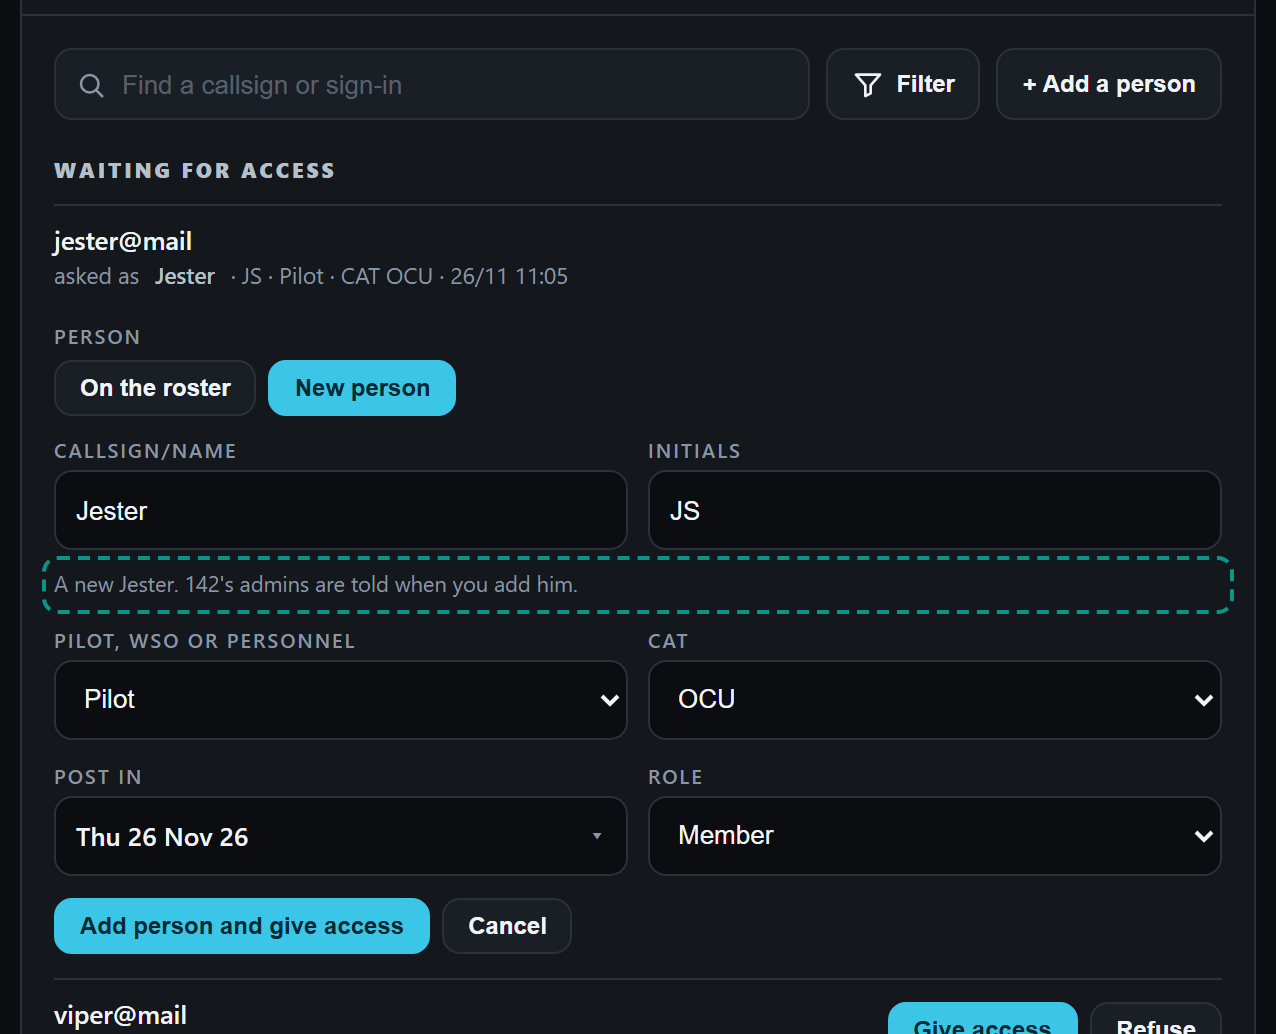 Find a callsign or sign-in
Filter
+ Add a person
WAITING FOR ACCESS
jester@mail
asked as Jester · JS · Pilot · CAT OCU · 26/11 11:05
PERSON
On the roster
New person
CALLSIGN/NAME
INITIALS
Jester
JS
A new Jester. 142's admins are told when you add him.
PILOT, WSO OR PERSONNEL
CAT
Pilot
OCU
POST IN
ROLE
Thu 26 Nov 26
Member
Add person and give access
Cancel
viper@mail
Give access
Refuse